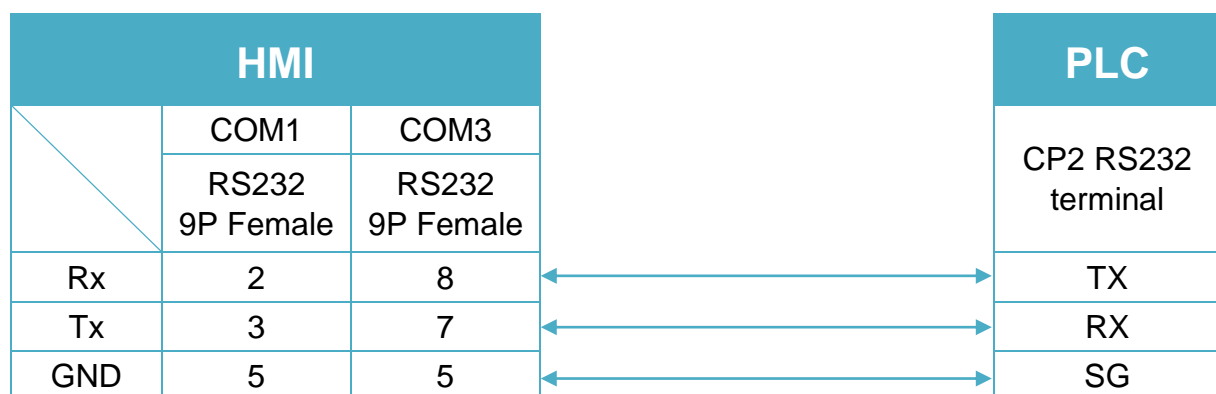 HMI PLC
COM1 COM3
CP2 RS232
terminal
RS232 RS232
9P Female 9P Female
Rx 2 8 TX
Tx 3 7 RX
GND 5 5 SG